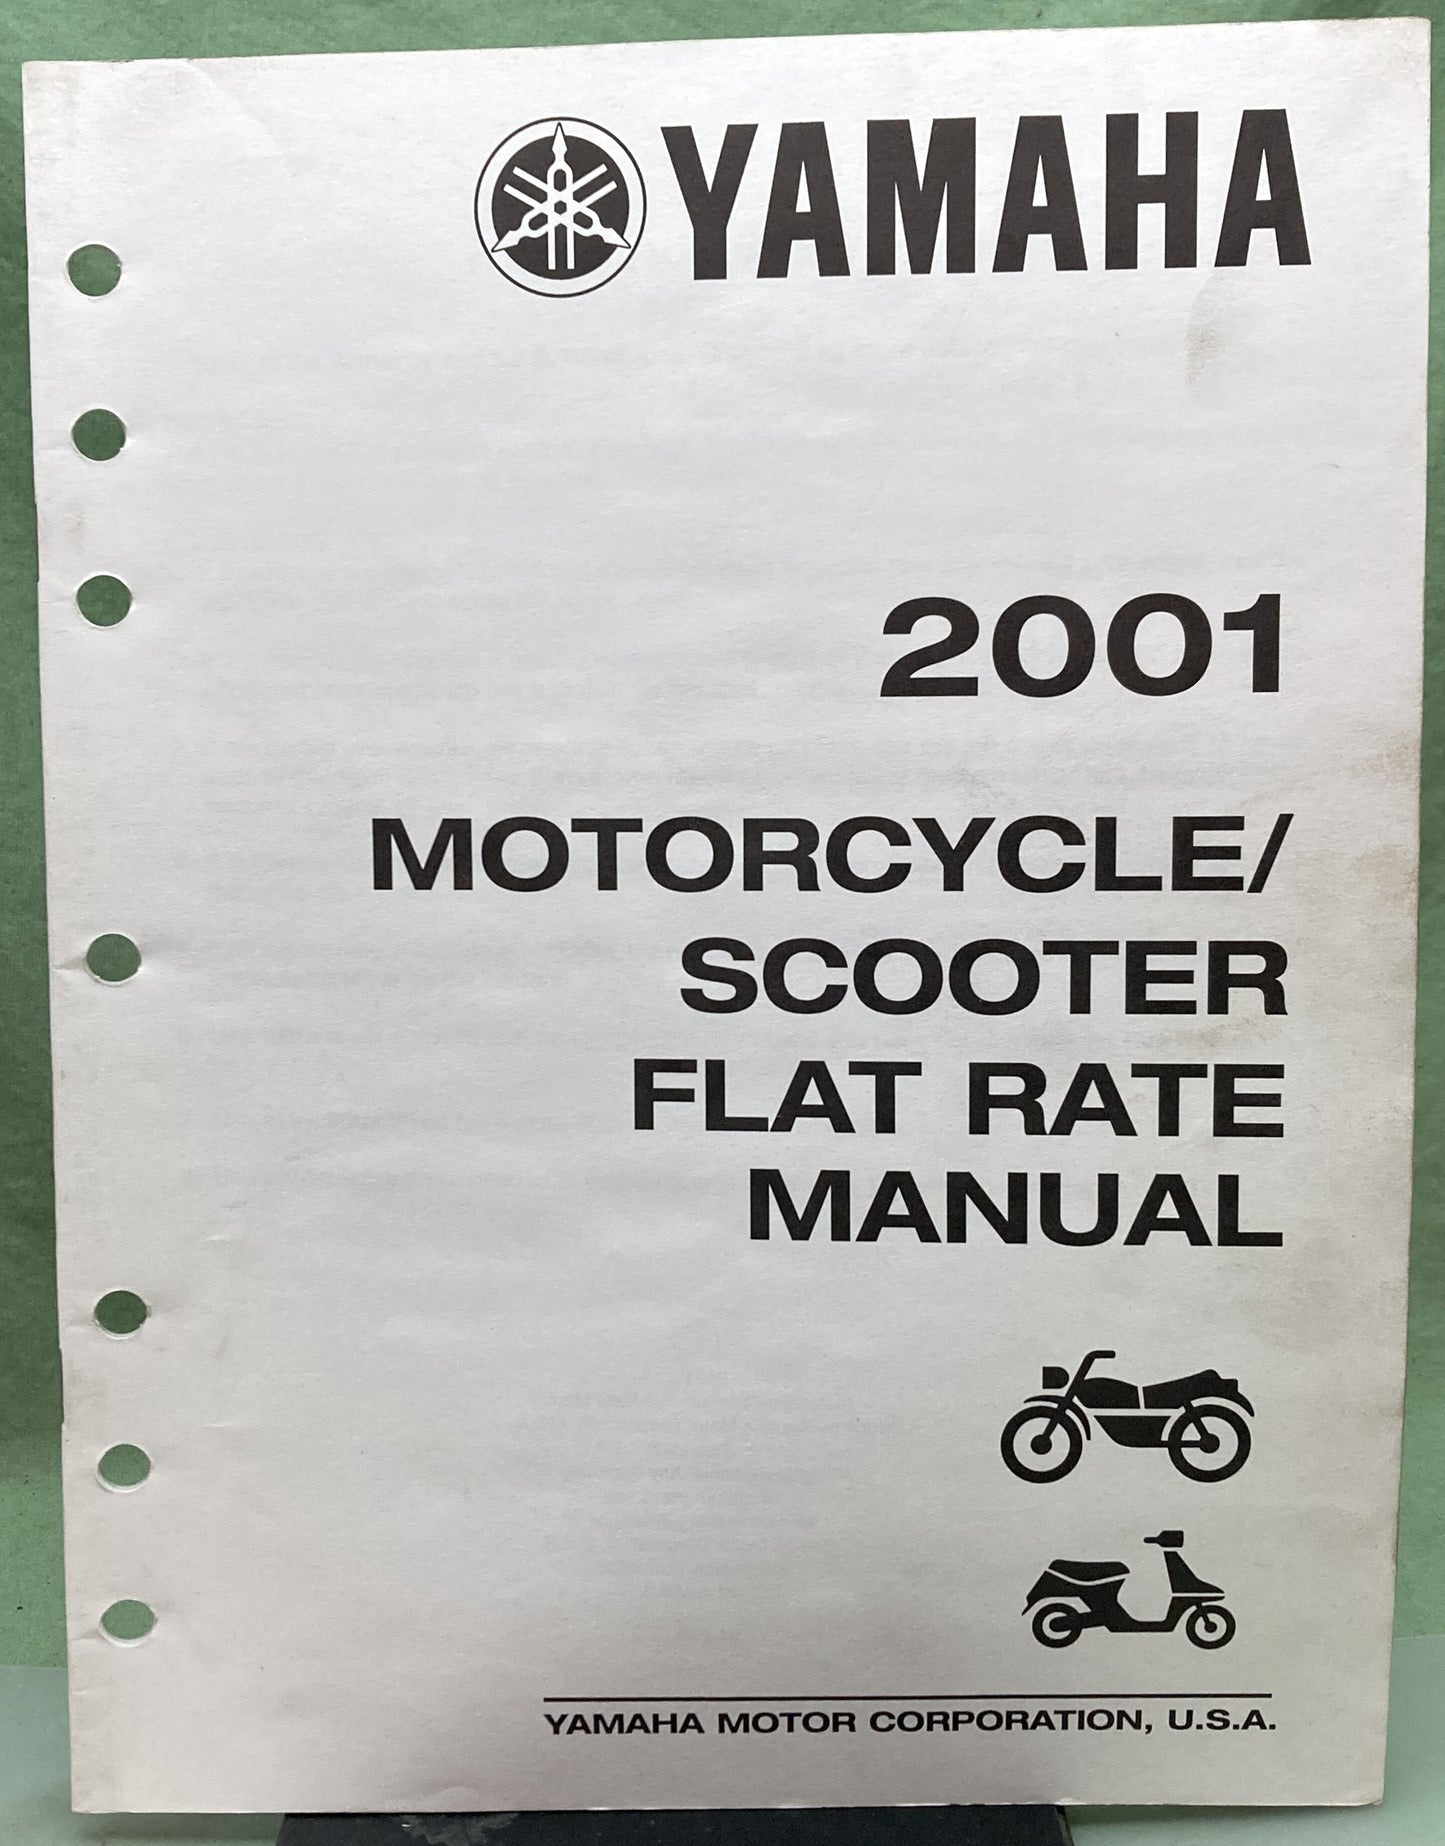 YAMAHA
2001
MOTORCYCLE/
SCOOTER
FLAT RATE
MANUAL
YAMAHA MOTOR CORPORATION, U.S.A.